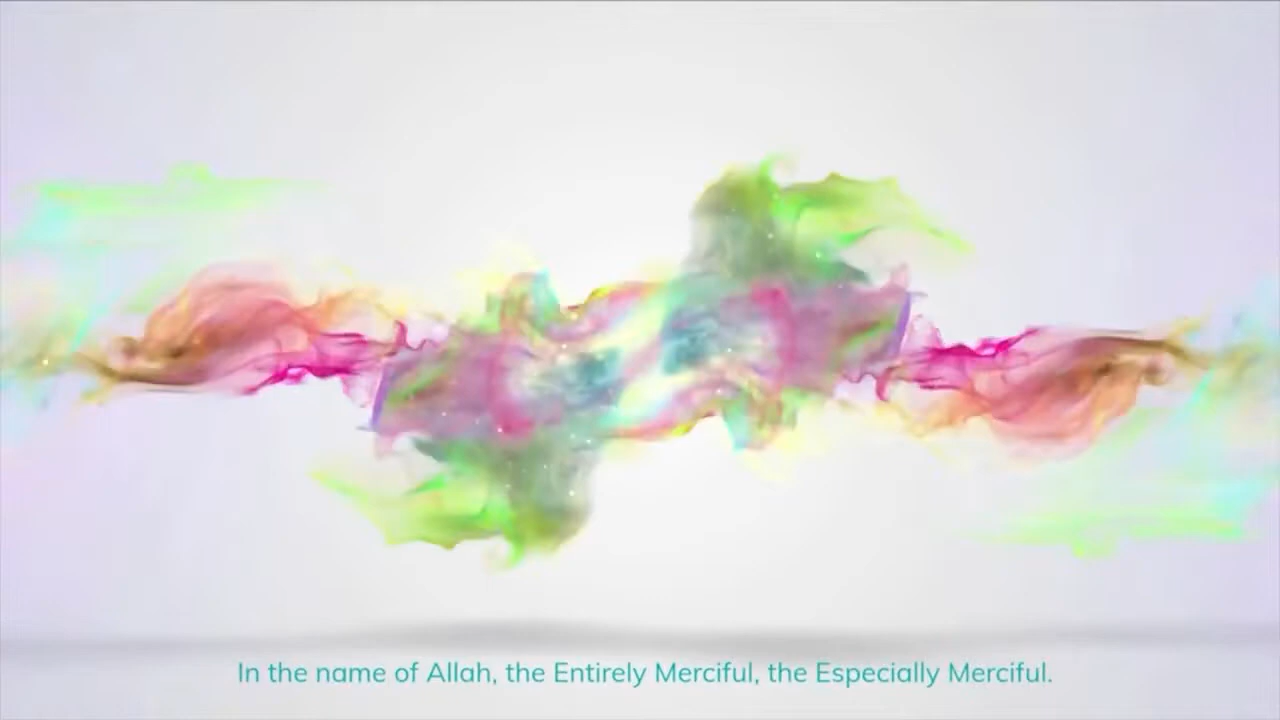 In the name of Allah, the Entirely Merciful, the Especially Merciful.